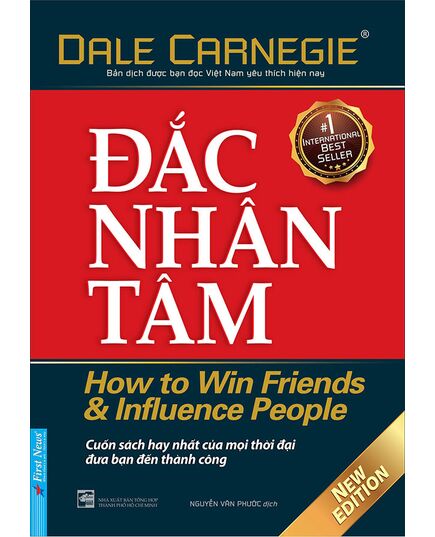 DALE CARNEGIE®
Bản dịch được bạn đọc Việt Nam yêu thích hiện nay
#1
INTERNATIONAL
BEST
SELLER
ĐẮC
NHÂN
TÂM
How to Win Friends
& Influence People
Cuốn sách hay nhất của mọi thời đại
đưa bạn đến thành công
First News
NHÀ XUẤT BẢN TỔNG HỢP
THÀNH PHỐ HỒ CHÍ MINH
NGUYỄN VĂN PHƯỚC dịch
NEW
EDITION